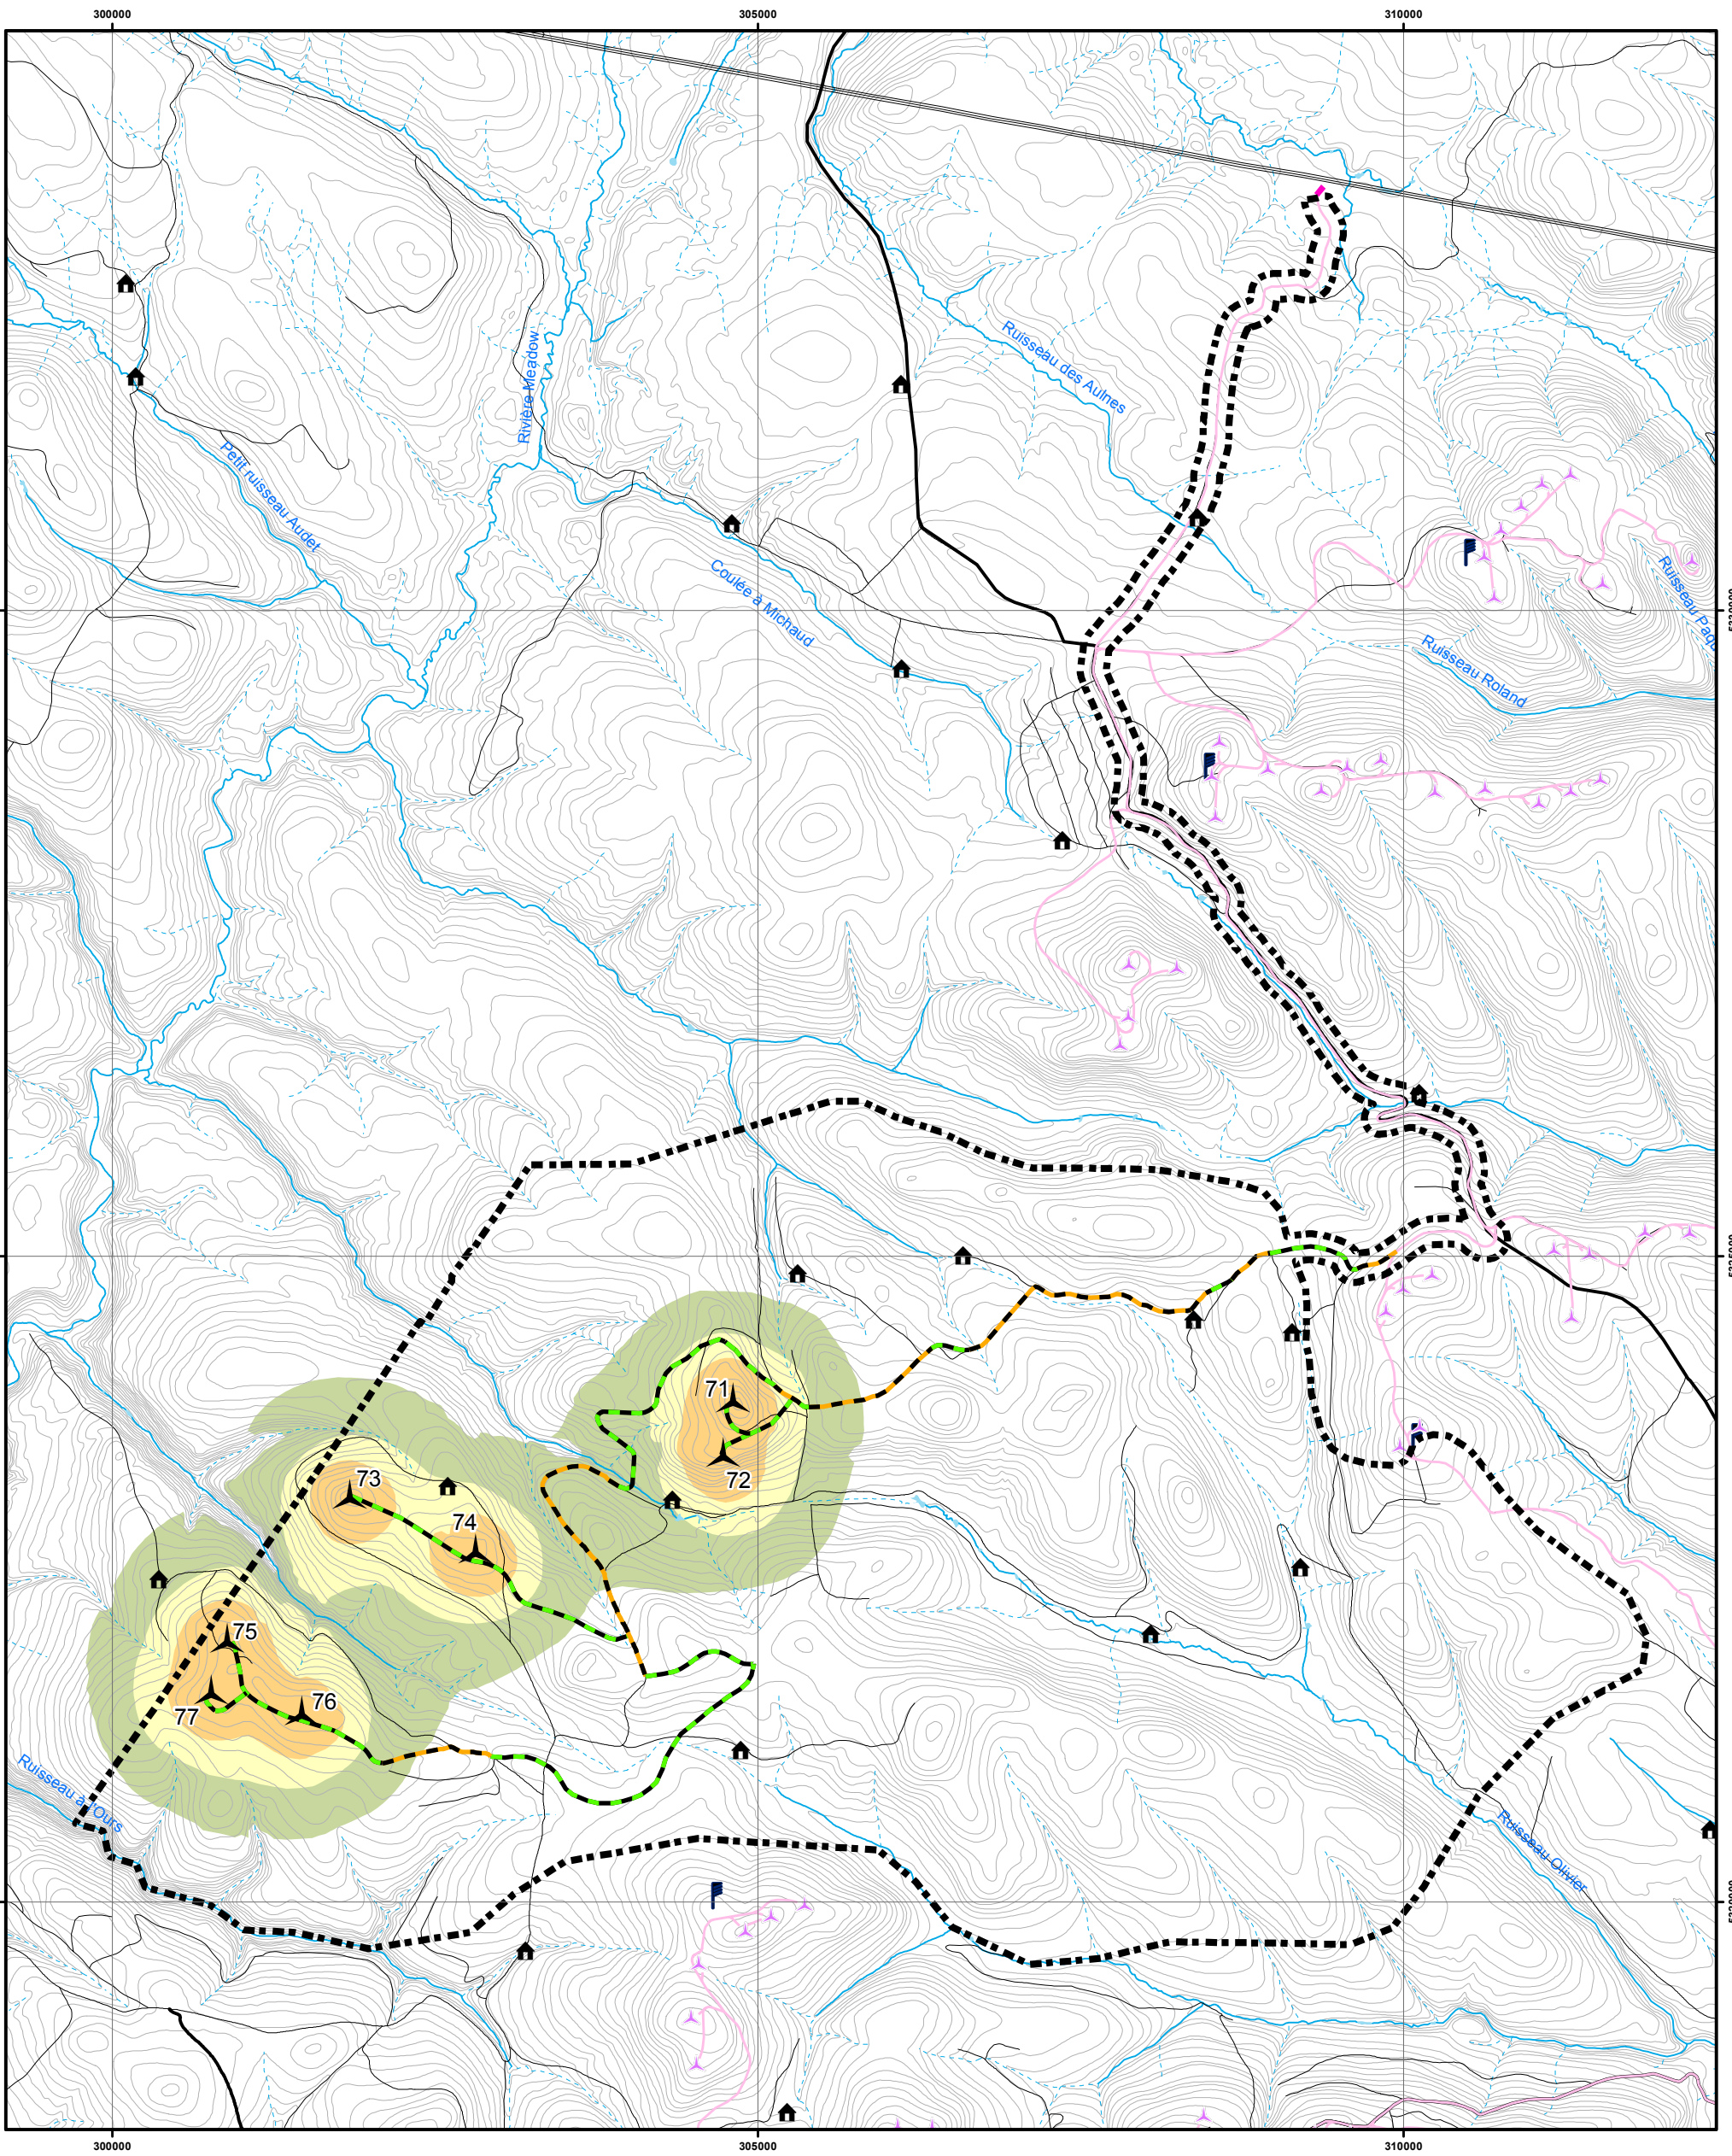 300000
305000
310000
Rivière Meadow
Ruisseau des Aulnes
Petit ruisseau Audet
Coulée à Michaud
Ruisseau Roland
71
72
73
74
75
76
77
Ruisseau à l'Ours
Ruisseau Olivier
300000
305000
310000